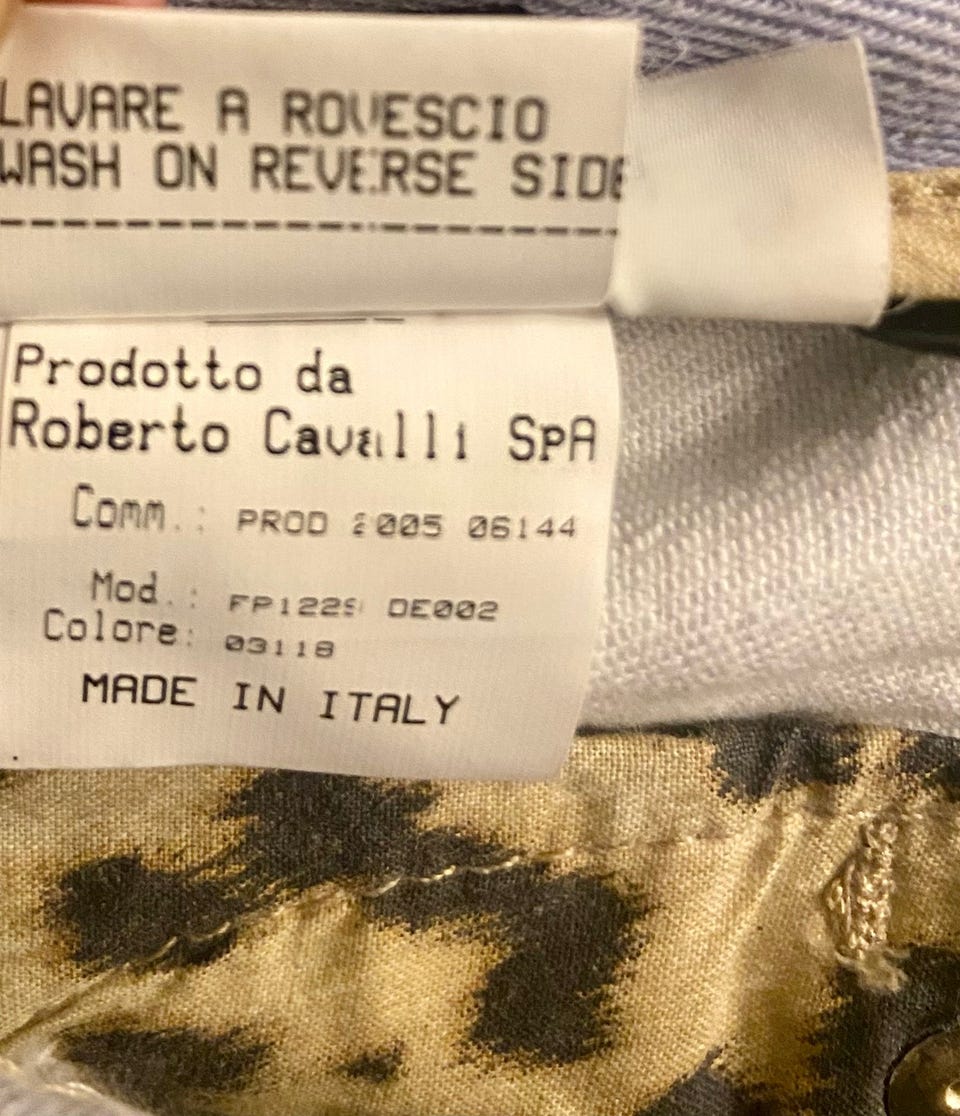 LAVARE A ROVESCIO
WASH ON REVERSE SIDE
Prodotto da
Roberto Cavalli SpA
Comm.: PROD 2005 06144
Mod.: DE002
Colore: 03118
MADE IN ITALY